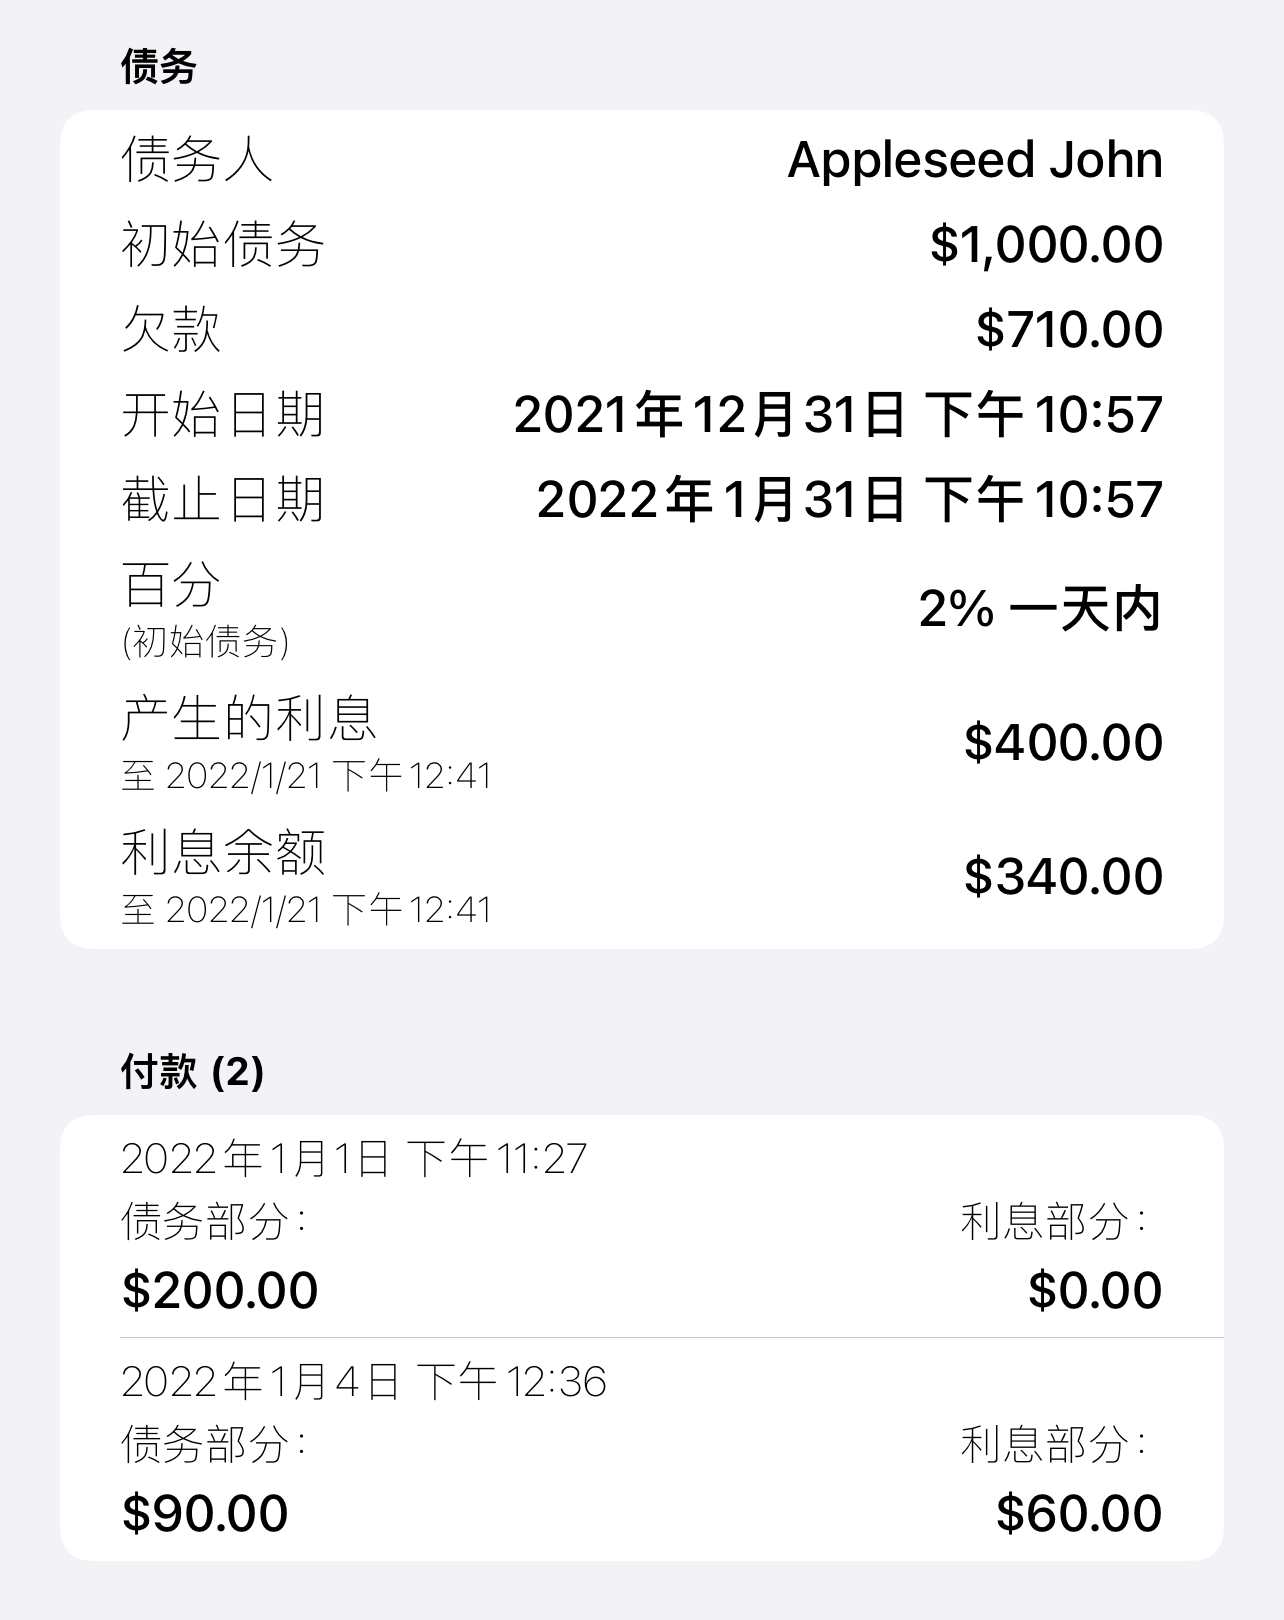 债务
债务人 Appleseed John
初始债务 $1,000.00
欠款 $710.00
开始日期 2021年12月31日 下午10:57
截止日期 2022年1月31日 下午10:57
百分
(初始债务)
2% 一天内
产生的利息
至 2022/1/21 下午12:41
$400.00
利息余额
至 2022/1/21 下午12:41
$340.00
付款 (2)
2022年1月1日 下午11:27
债务部分: 利息部分:
$200.00 $0.00
2022年1月4日 下午12:36
债务部分: 利息部分:
$90.00 $60.00